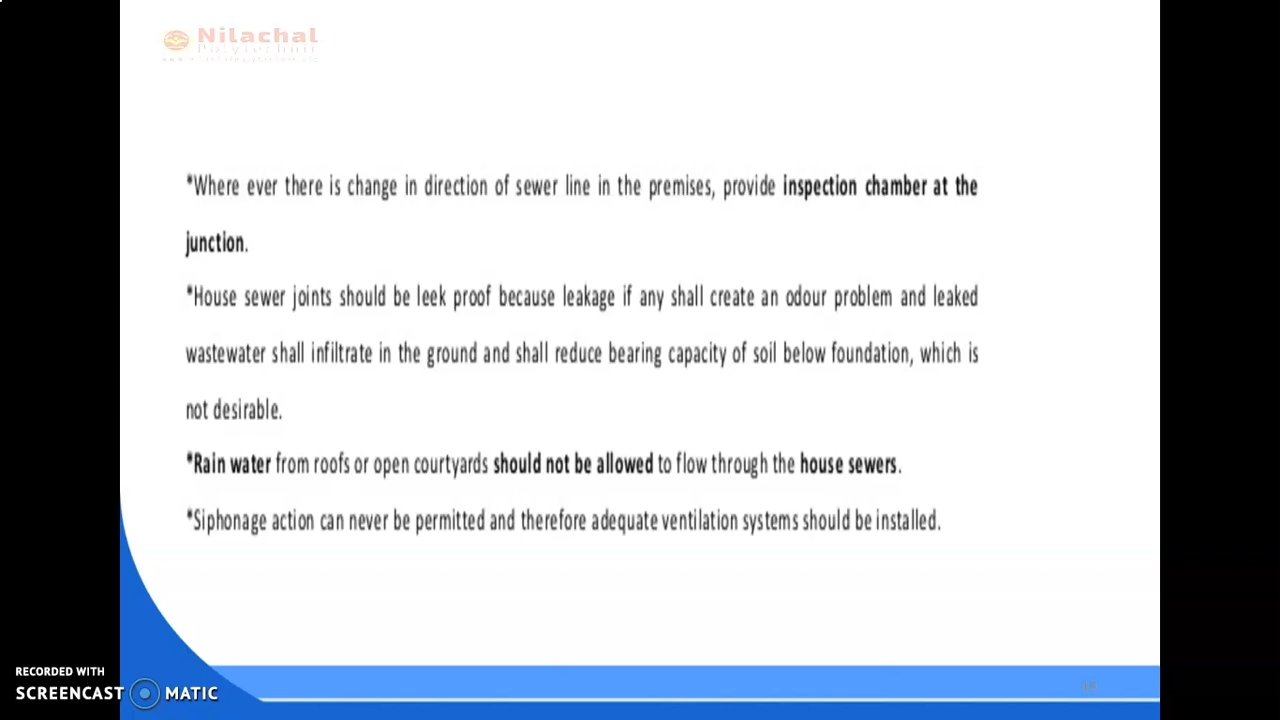 Nilachal
Polytechnic
*Where ever there is change in direction of sewer line in the premises, provide inspection chamber at the
junction.
*House sewer joints should be leek proof because leakage if any shall create an odour problem and leaked
wastewater shall infiltrate in the ground and shall reduce bearing capacity of soil below foundation, which is
not desirable.
*Rain water from roofs or open courtyards should not be allowed to flow through the house sewers.
*Siphonage action can never be permitted and therefore adequate ventilation systems should be installed.
RECORDED WITH
SCREENCAST MATIC